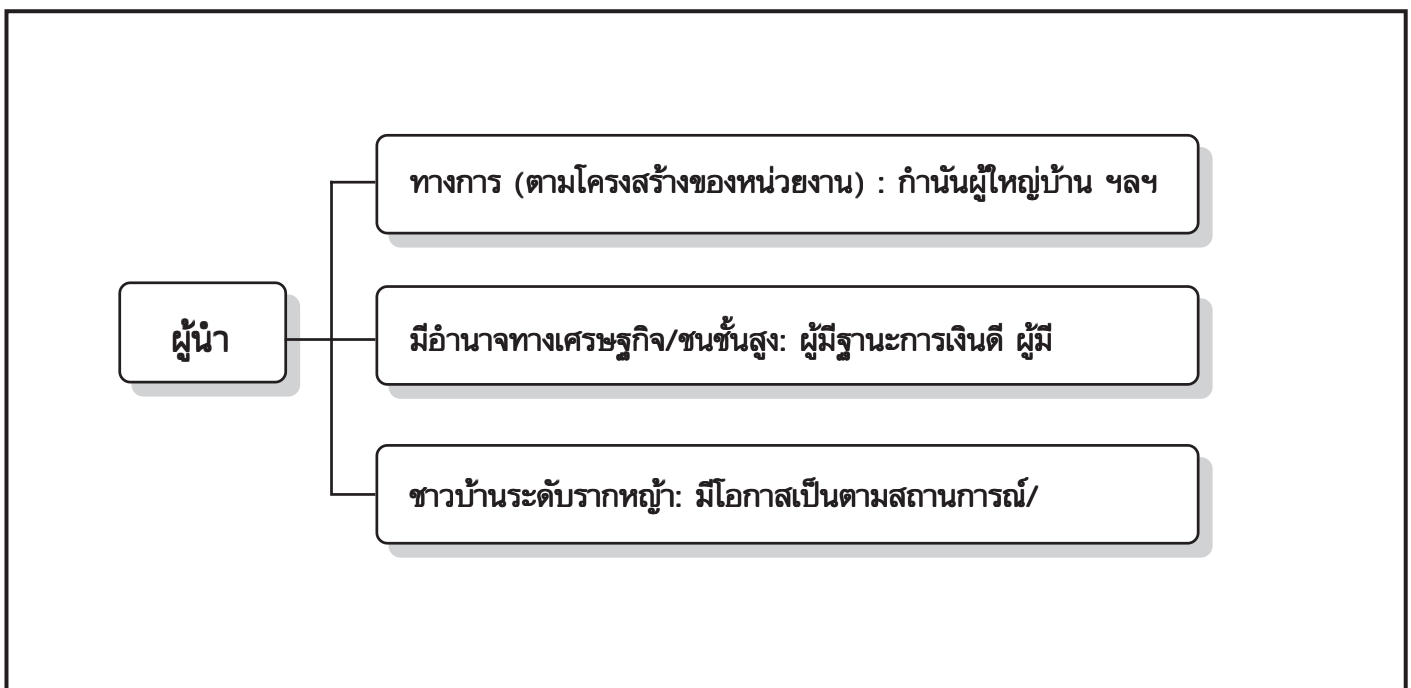 ทางการ (ตามโครงสร้างของหน่วยงาน) : กำนันผู้ใหญ่บ้าน ฯลฯ
ผู้นำ
มีอำนาจทางเศรษฐกิจ/ชนชั้นสูง: ผู้มีฐานะการเงินดี ผู้มี
ชาวบ้านระดับรากหญ้า: มีโอกาสเป็นตามสถานการณ์/